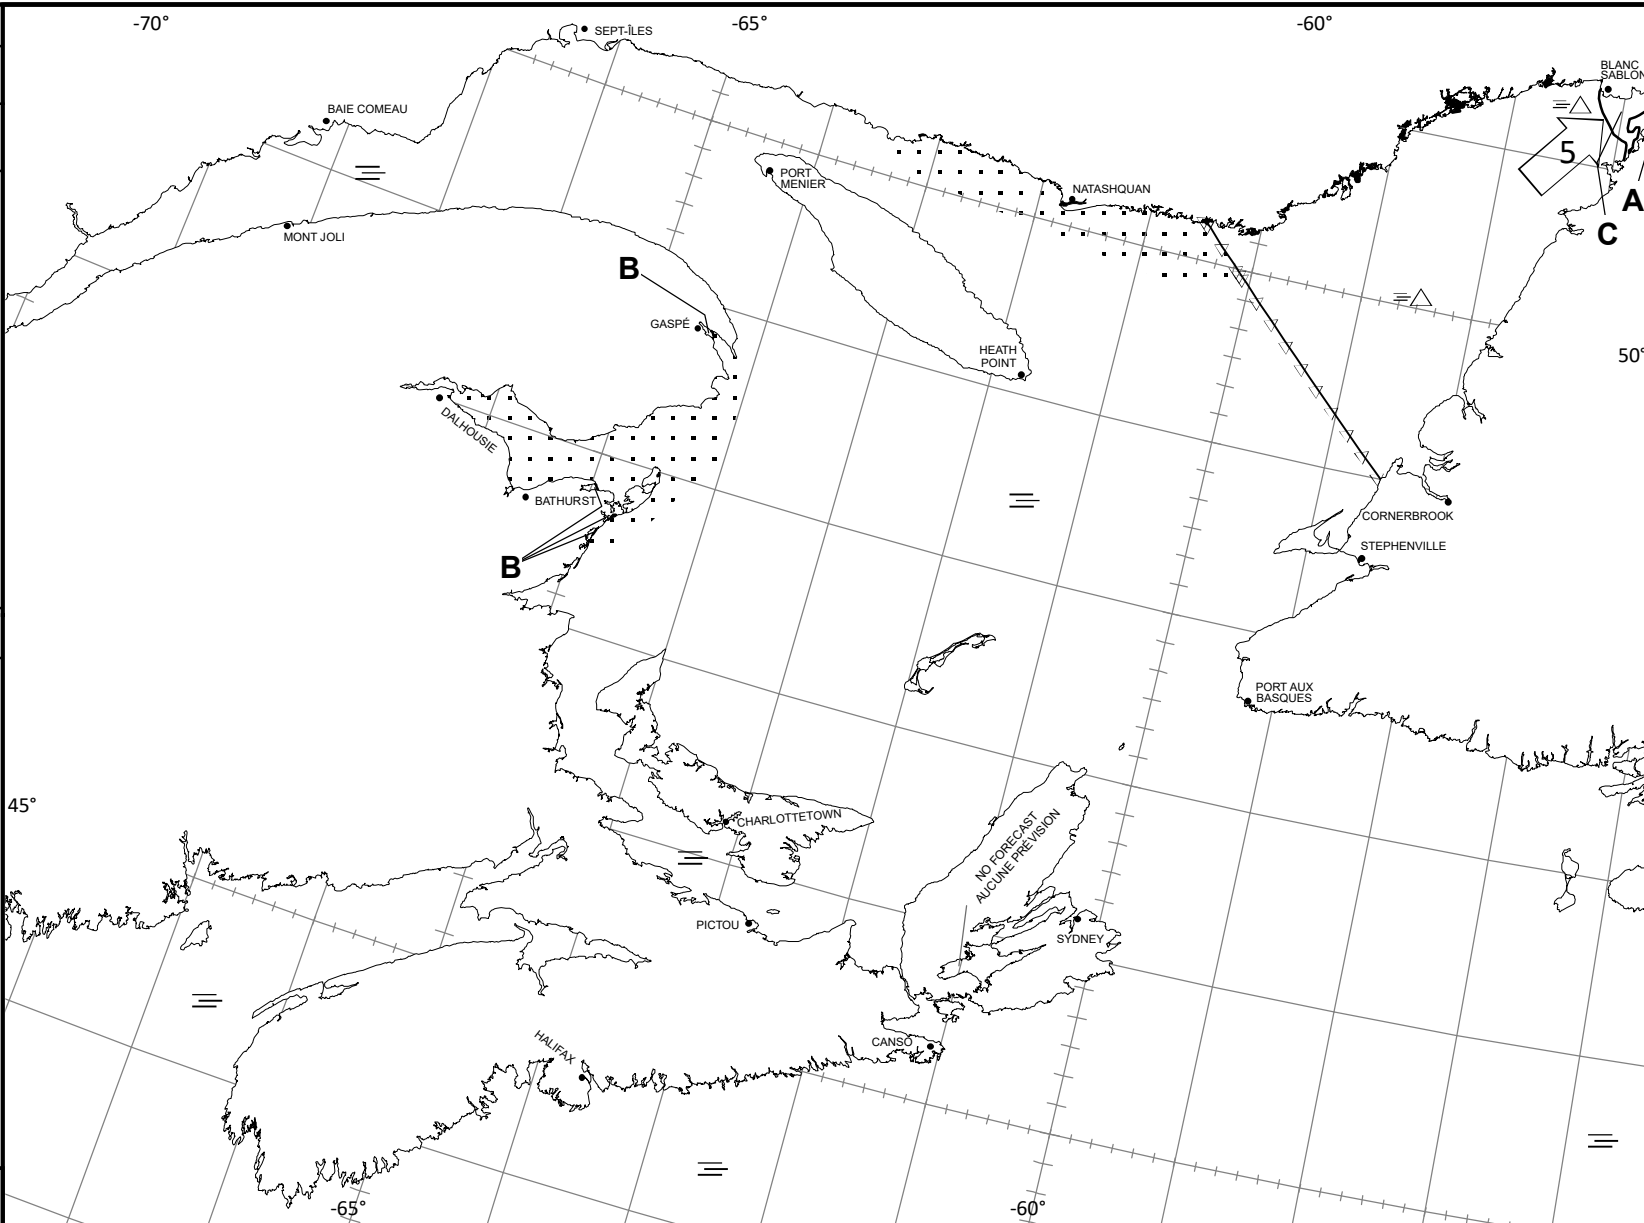 -70°
-65°
-60°
SEPT-ÎLES
BLANC
SABLON
BAIE COMEAU
5
PORT
MENIER
NATASHQUAN
A
C
MONT JOLI
B
GASPÉ
HEATH
POINT
50°
DALHOUSIE
BATHURST
CORNERBROOK
STEPHENVILLE
B
PORT AUX
BASQUES
45°
CHARLOTTETOWN
NO FORECAST
AUCUNE PRÉVISION
PICTOU
SYDNEY
HALIFAX
CANSO
-65°
-60°